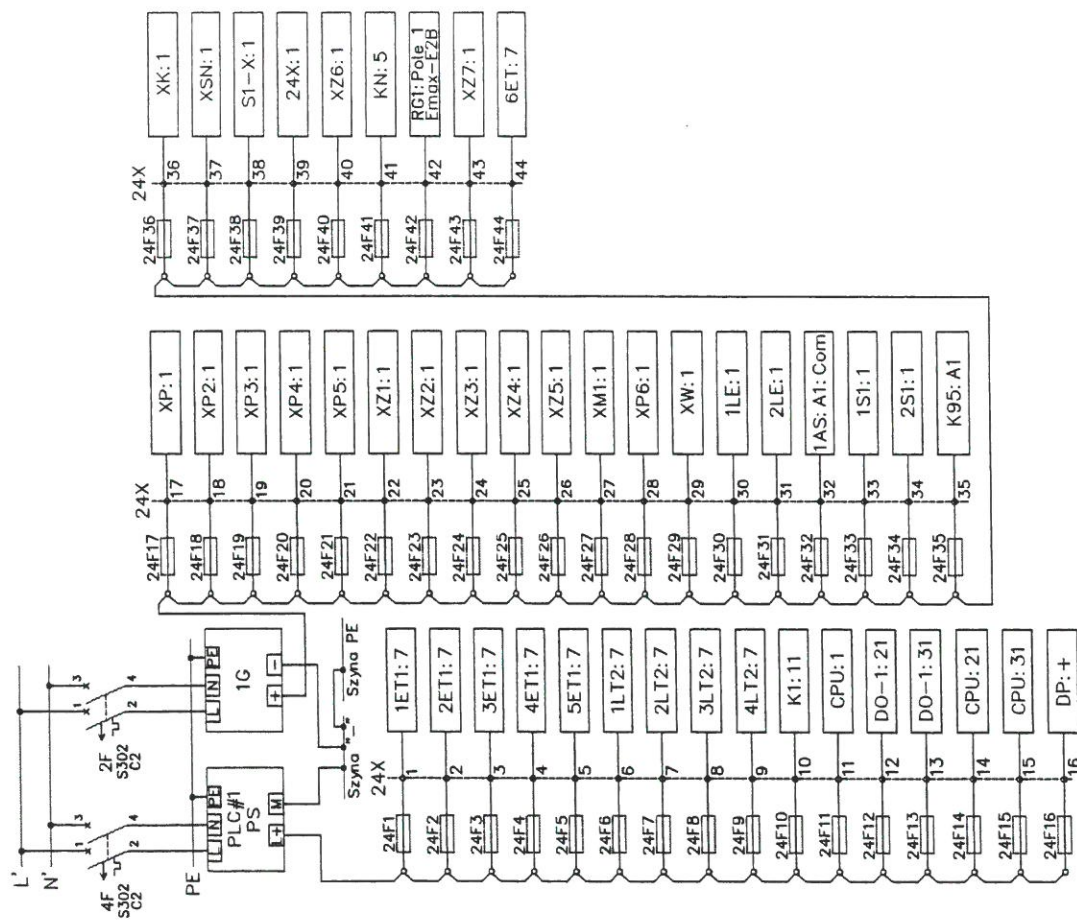 L'
N'
PE
4F
S302
C2
1
3
2
4
2F
S302
C2
1
3
2
4
L
N
PE
PLC#1
PS
L+
M
L
N
PE
1G
+
-
Szyna "-"
Szyna PE
24X
24F1 1 1ET1: 7
24F2 2 2ET1: 7
24F3 3 3ET1: 7
24F4 4 4ET1: 7
24F5 5 5ET1: 7
24F6 6 1LT2: 7
24F7 7 2LT2: 7
24F8 8 3LT2: 7
24F9 9 4LT2: 7
24F10 10 K1: 11
24F11 11 CPU: 1
24F12 12 DO-1: 21
24F13 13 DO-1: 31
24F14 14 CPU: 21
24F15 15 CPU: 31
24F16 16 DP: +
24X
24F17 17 XP: 1
24F18 18 XP2: 1
24F19 19 XP3: 1
24F20 20 XP4: 1
24F21 21 XP5: 1
24F22 22 XZ1: 1
24F23 23 XZ2: 1
24F24 24 XZ3: 1
24F25 25 XZ4: 1
24F26 26 XZ5: 1
24F27 27 XM1: 1
24F28 28 XP6: 1
24F29 29 XW: 1
24F30 30 1LE: 1
24F31 31 2LE: 1
24F32 32 1AS: A1: Com
24F33 33 1S1: 1
24F34 34 2S1: 1
24F35 35 K95: A1
24X
24F36 36 XK: 1
24F37 37 XSN: 1
24F38 38 S1-X: 1
24F39 39 24X: 1
24F40 40 XZ6: 1
24F41 41 KN: 5
24F42 42 RG1: Pole 1
Emax-E2B
24F43 43 XZ7: 1
24F44 44 6ET: 7